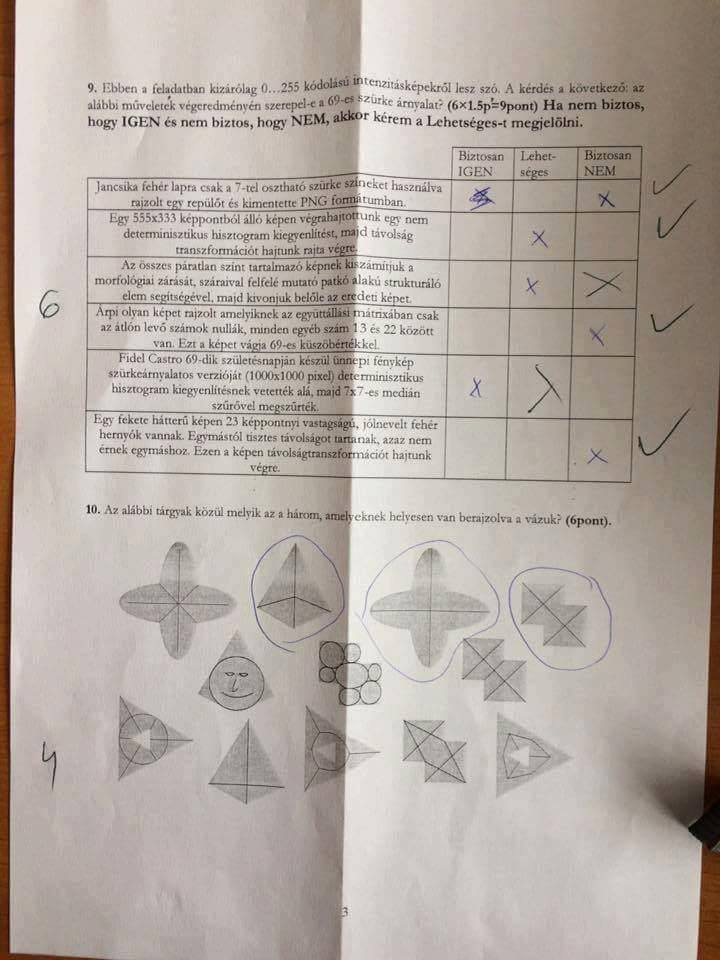 9. Ebben a feladatban kizárólag 0…255 kódolású intenzitásképekről lesz szó. A kérdés a következő: az
alábbi műveletek végeredményén szerepel-e a 69-es szürke árnyalat? (6×1.5p=9pont) Ha nem biztos,
hogy IGEN és nem biztos, hogy NEM, akkor kérem a Lehetséges-t megjelölni.
Biztosan IGEN
Lehet-séges
Biztosan NEM
Jancsika fehér lapra csak a 7-tel osztható szürke színeket használva
rajzolt egy repülőt és kimentette PNG formátumban.
Egy 555x333 képpontból álló képen végrahajtottunk egy nem
determinisztikus hisztogram kiegyenlítést, majd távolság
transzformációt hajtunk rajta végre.
Az összes páratlan színt tartalmazó képnek kiszámítjuk a
morfológiai zárását, száraival felfelé mutató patkó alakú strukturáló
elem segítségével, majd kivonjuk belőle az eredeti képet.
6
Árpi olyan képet rajzolt amelyiknek az együttállási mátrixában csak
az átlón levő számok nullák, minden egyéb szám 13 és 22 között
van. Ezt a képet vágja 69-es küszöbértékkel.
Fidel Castro 69-dik születésnapján készül ünnepi fénykép
szürkeárnyalatos verzióját (1000x1000 pixel) determinisztikus
hisztogram kiegyenlítésnek vetették alá, majd 7x7-es medián
szűrővel megszűrték.
Egy fekete hátterű képen 23 képpontnyi vastagságú, jólnevelt fehér
hernyók vannak. Egymástól tisztes távolságot tartanak, azaz nem
érnek egymáshoz. Ezen a képen távolságtranszformációt hajtunk
végre.
10. Az alábbi tárgyak közül melyik az a három, amelyeknek helyesen van berajzolva a vázuk? (6pont).
4
3